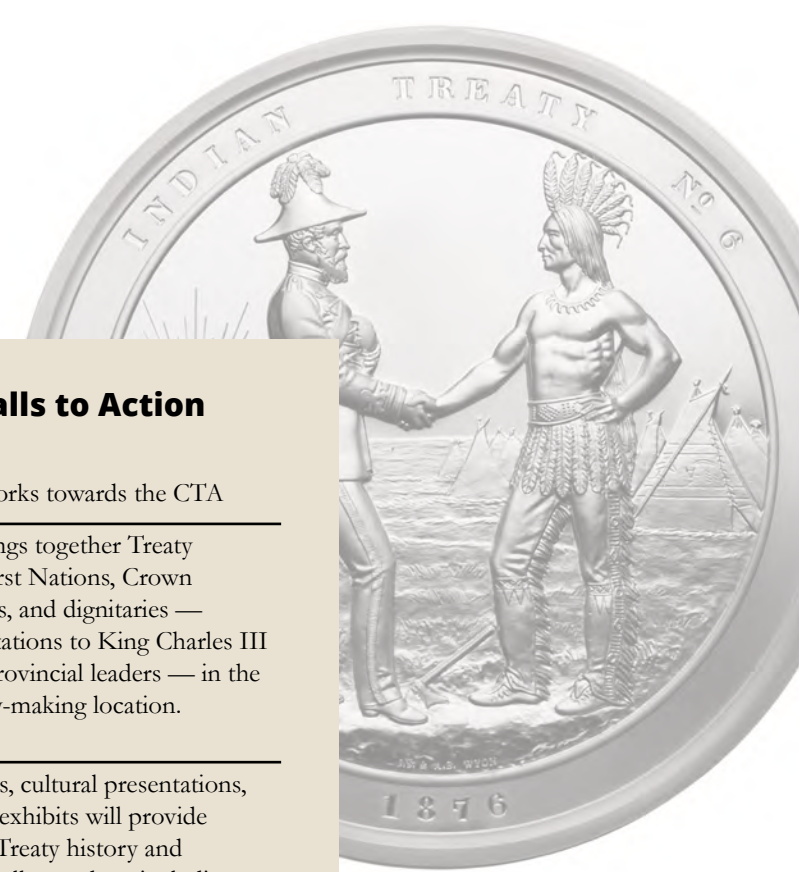 INDIAN TREATY Nº 6
alls to Action
orks towards the CTA
ngs together Treaty
rst Nations, Crown
s, and dignitaries —
tations to King Charles III
rovincial leaders — in the
y-making location.
s, cultural presentations,
exhibits will provide
Treaty history and
1876